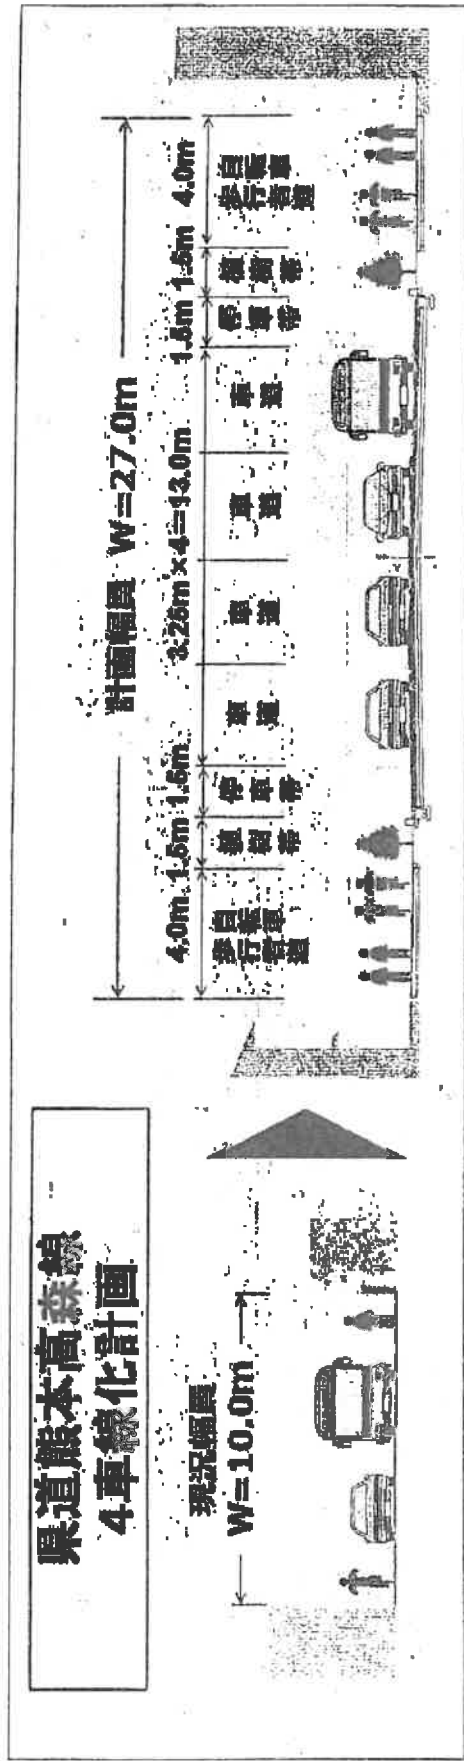 県道熊本高森線
4車線化計画
現況幅員
W=10.0m
計画幅員 W=27.0m
4.0m 1.5m 1.5m 3.25m×4=13.0m 1.5m 1.5m 4.0m
自転車歩行者道
植樹帯
停車帯
車道
車道
車道
車道
停車帯
植樹帯
自転車歩行者道